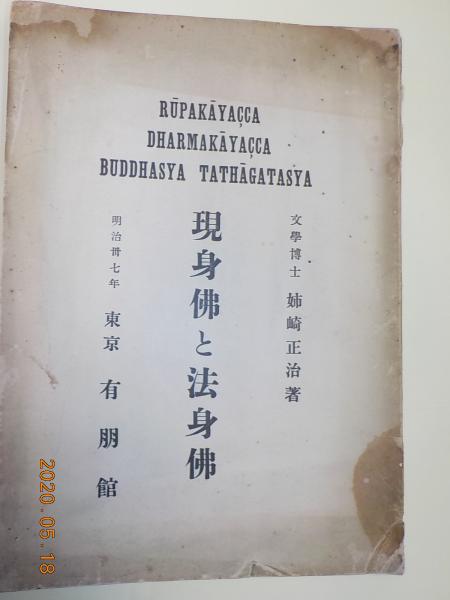 RŪPAKĀYAÇCA
DHARMAKĀYAÇCA
BUDDHASYA TATHĀGATASYA
文學博士 姉崎正治著
現身佛と法身佛
明治卅七年 東京 有朋館
2020.05.18